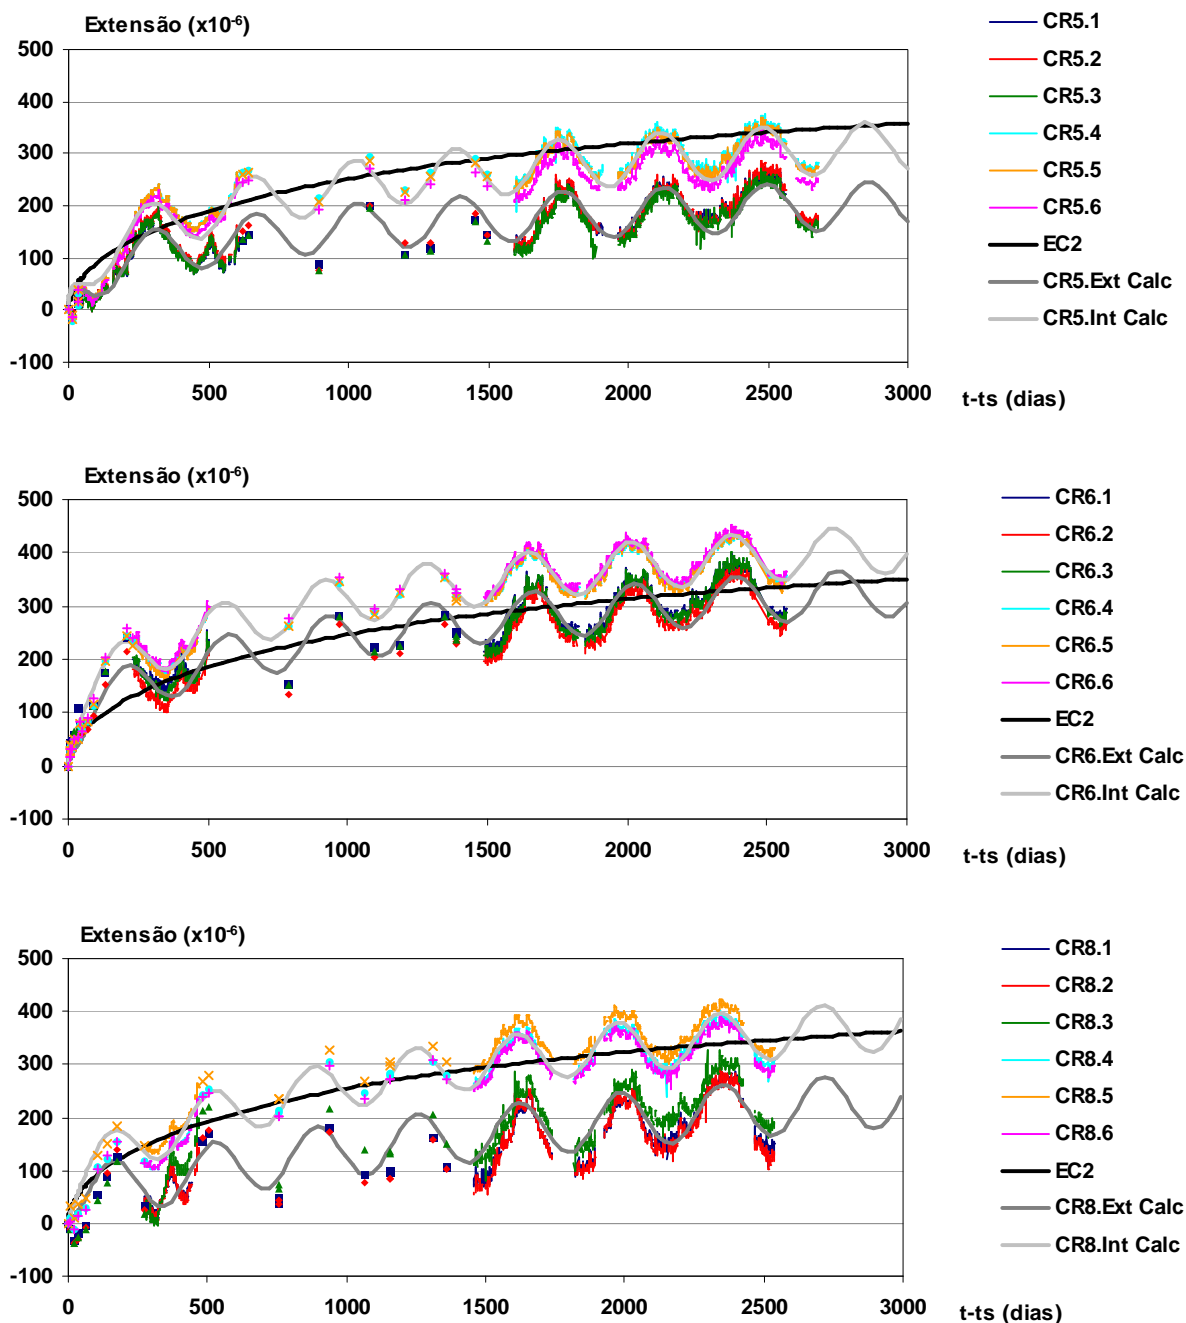 Extensão (x10-6)
500
400
300
200
100
0
-100
0 500 1000 1500 2000 2500 3000
t-ts (dias)
CR5.1
CR5.2
CR5.3
CR5.4
CR5.5
CR5.6
EC2
CR5.Ext Calc
CR5.Int Calc
Extensão (x10-6)
500
400
300
200
100
0
-100
0 500 1000 1500 2000 2500 3000
t-ts (dias)
CR6.1
CR6.2
CR6.3
CR6.4
CR6.5
CR6.6
EC2
CR6.Ext Calc
CR6.Int Calc
Extensão (x10-6)
500
400
300
200
100
0
-100
0 500 1000 1500 2000 2500 3000
t-ts (dias)
CR8.1
CR8.2
CR8.3
CR8.4
CR8.5
CR8.6
EC2
CR8.Ext Calc
CR8.Int Calc